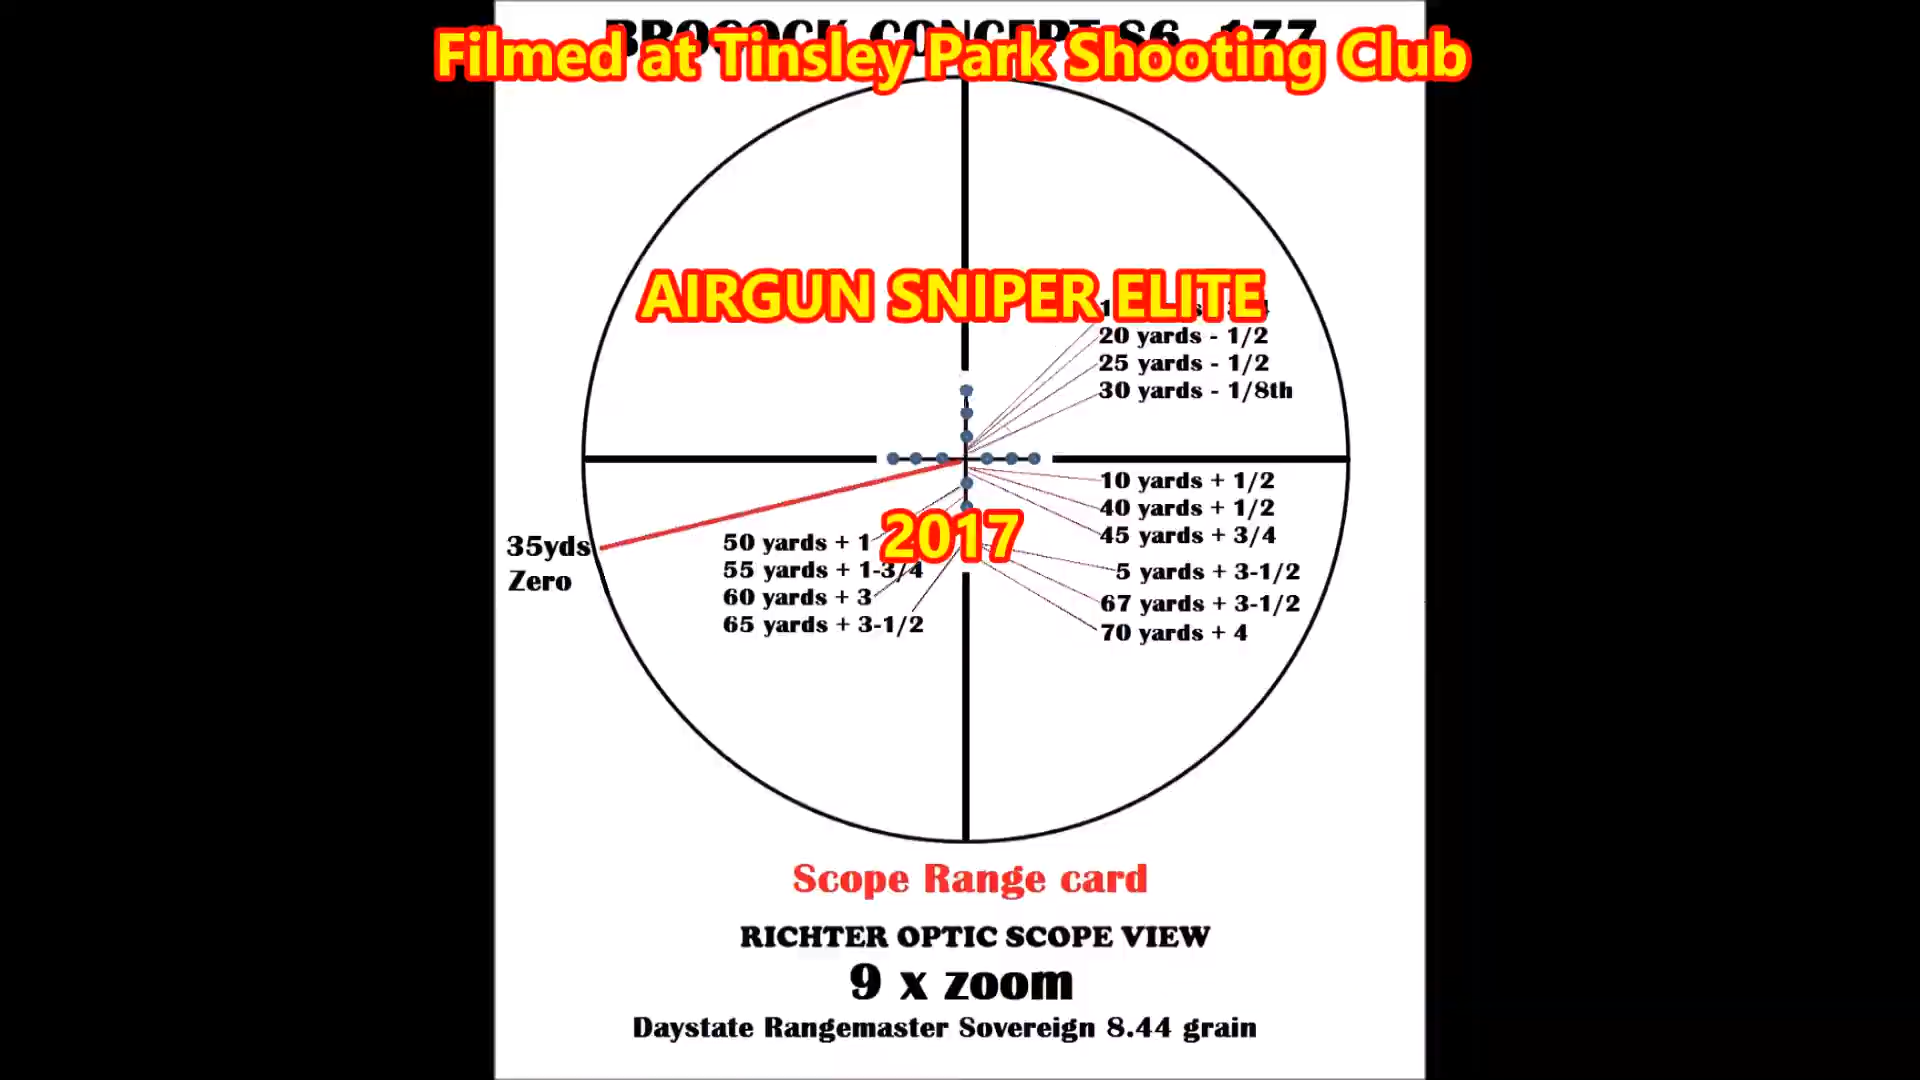 BROCOCK CONCEPT S6 .177
Filmed at Tinsley Park Shooting Club
AIRGUN SNIPER ELITE
20 yards - 1/2
25 yards - 1/2
30 yards - 1/8th
10 yards + 1/2
40 yards + 1/2
45 yards + 3/4
5 yards + 3-1/2
67 yards + 3-1/2
70 yards + 4
2017
35yds
Zero
50 yards + 1
55 yards + 1-3/4
60 yards + 3
65 yards + 3-1/2
Scope Range card
RICHTER OPTIC SCOPE VIEW
9 x zoom
Daystate Rangemaster Sovereign 8.44 grain